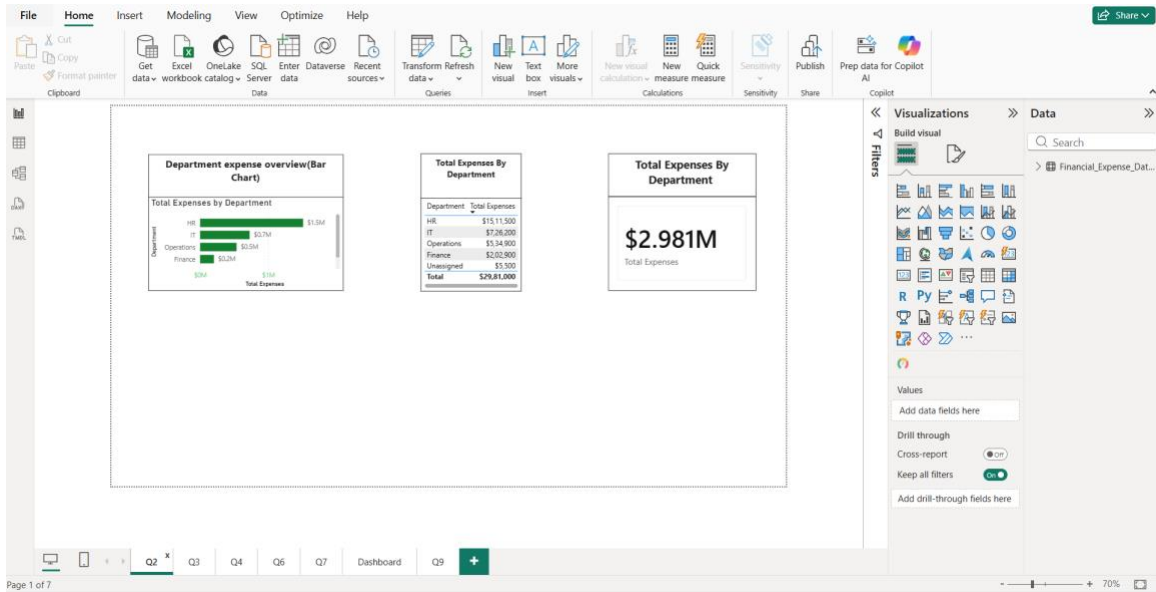 File Home Insert Modeling View Optimize Help Share
Paste
Cut
Copy
Format painter
Clipboard
Get data
Excel workbook
OneLake catalog
SQL Server
Enter data
Dataverse
Recent sources
Data
Transform data
Refresh
Queries
New visual
Text box
More visuals
Insert
New visual calculation
New measure
Quick measure
Calculations
Sensitivity
Sensitivity
Publish
Share
Prep data for AI
Copilot
Copilot
DAX
TMDL
Department expense overview(Bar
Chart)
Total Expenses by Department
Department
HR $1.5M
IT $0.7M
Operations $0.5M
Finance $0.2M
$0M $1M
Total Expenses
Total Expenses By
Department
Department Total Expenses
HR $15,11,500
IT $7,26,200
Operations $5,34,900
Finance $2,02,900
Unassigned $5,500
Total $29,81,000
Total Expenses By
Department
$2.981M
Total Expenses
Filters
Visualizations
Build visual
123
R Py
Values
Add data fields here
Drill through
Cross-report Off
Keep all filters On
Add drill-through fields here
Data
Search
Financial_Expense_Dat...
Q2 x Q3 Q4 Q6 Q7 Dashboard Q9 +
Page 1 of 7
- + 70%